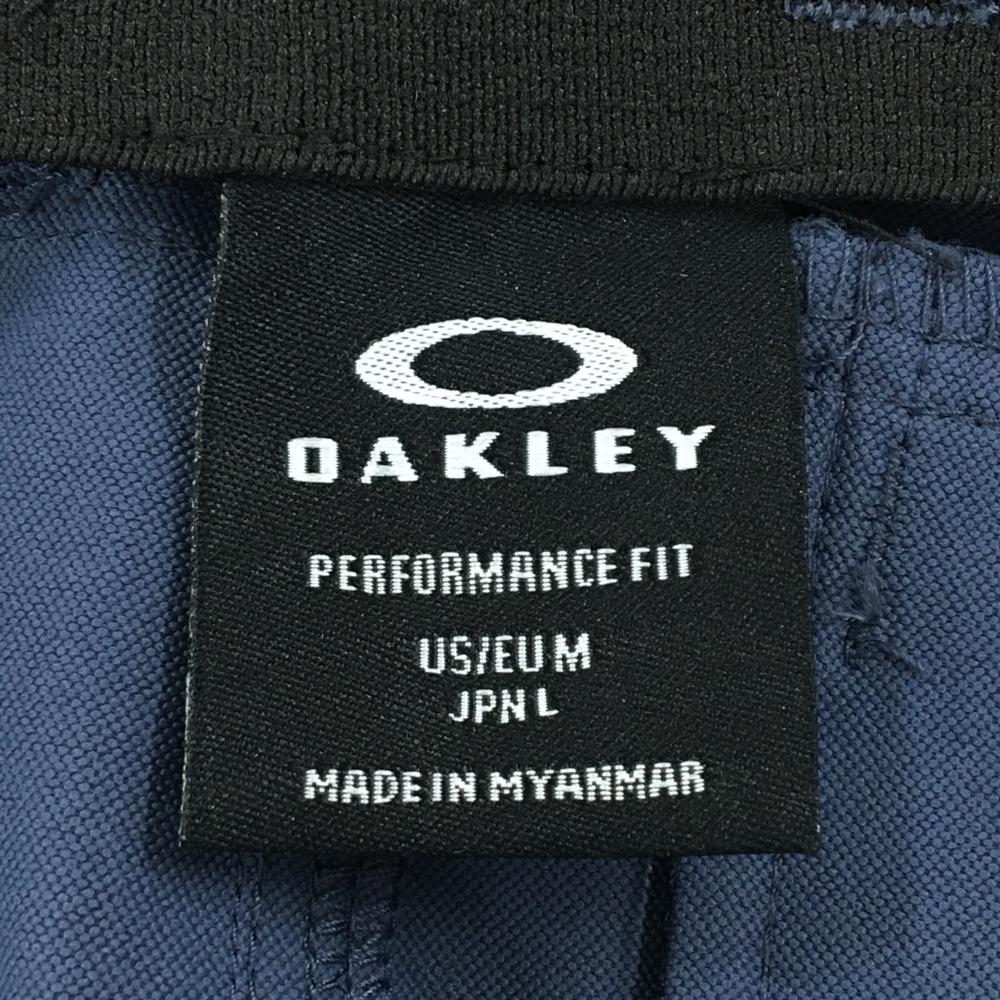 OAKLEY
PERFORMANCE FIT
US/EU M
JPN L
MADE IN MYANMAR